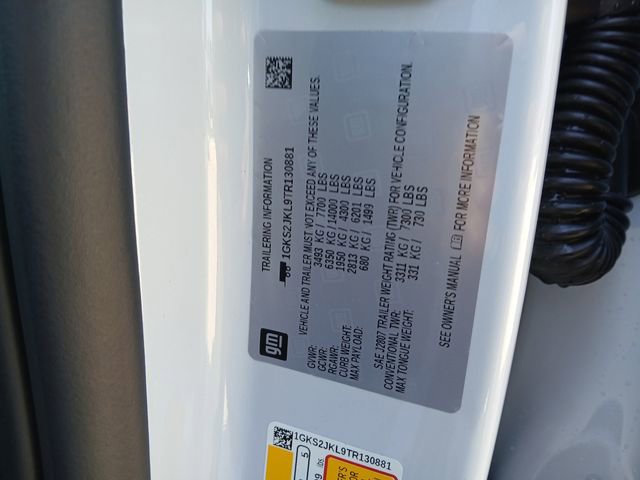 TRAILERING INFORMATION
1GKS2JKL9TR130881
VEHICLE AND TRAILER MUST NOT EXCEED ANY OF THESE VALUES.
GVWR: 3493 KG / 7700 LBS
GCWR: 6350 KG / 14000 LBS
RGAWR: 1950 KG / 4300 LBS
CURB WEIGHT: 2813 KG / 6201 LBS
MAX PAYLOAD: 680 KG / 1499 LBS
SAE J2807 TRAILER WEIGHT RATING (TWR) FOR VEHICLE CONFIGURATION.
CONVENTIONAL TWR: 3311 KG / 7300 LBS
MAX TONGUE WEIGHT: 331 KG / 730 LBS
SEE OWNER'S MANUAL FOR MORE INFORMATION
gm
1GKS2JKL9TR130881
5
lbs